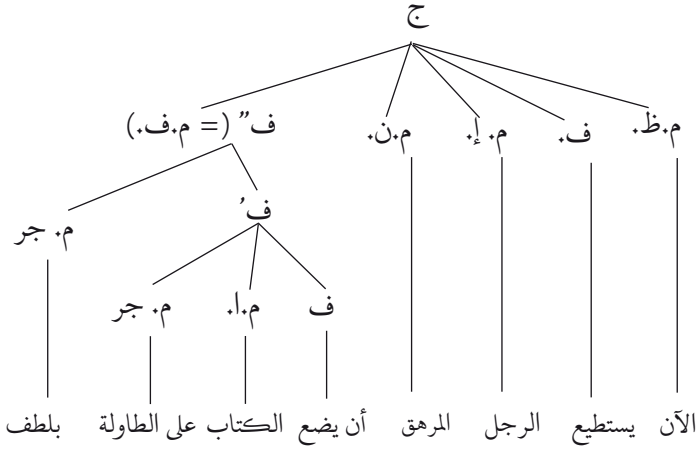 ج
م.ظ. ف. م. إ. م.ن. ف” (= م.ف.)
ف’ م. جر
ف م.ا. م. جر
الآن يستطيع الرجل المرهق أن يضع الكتاب على الطاولة بلطف